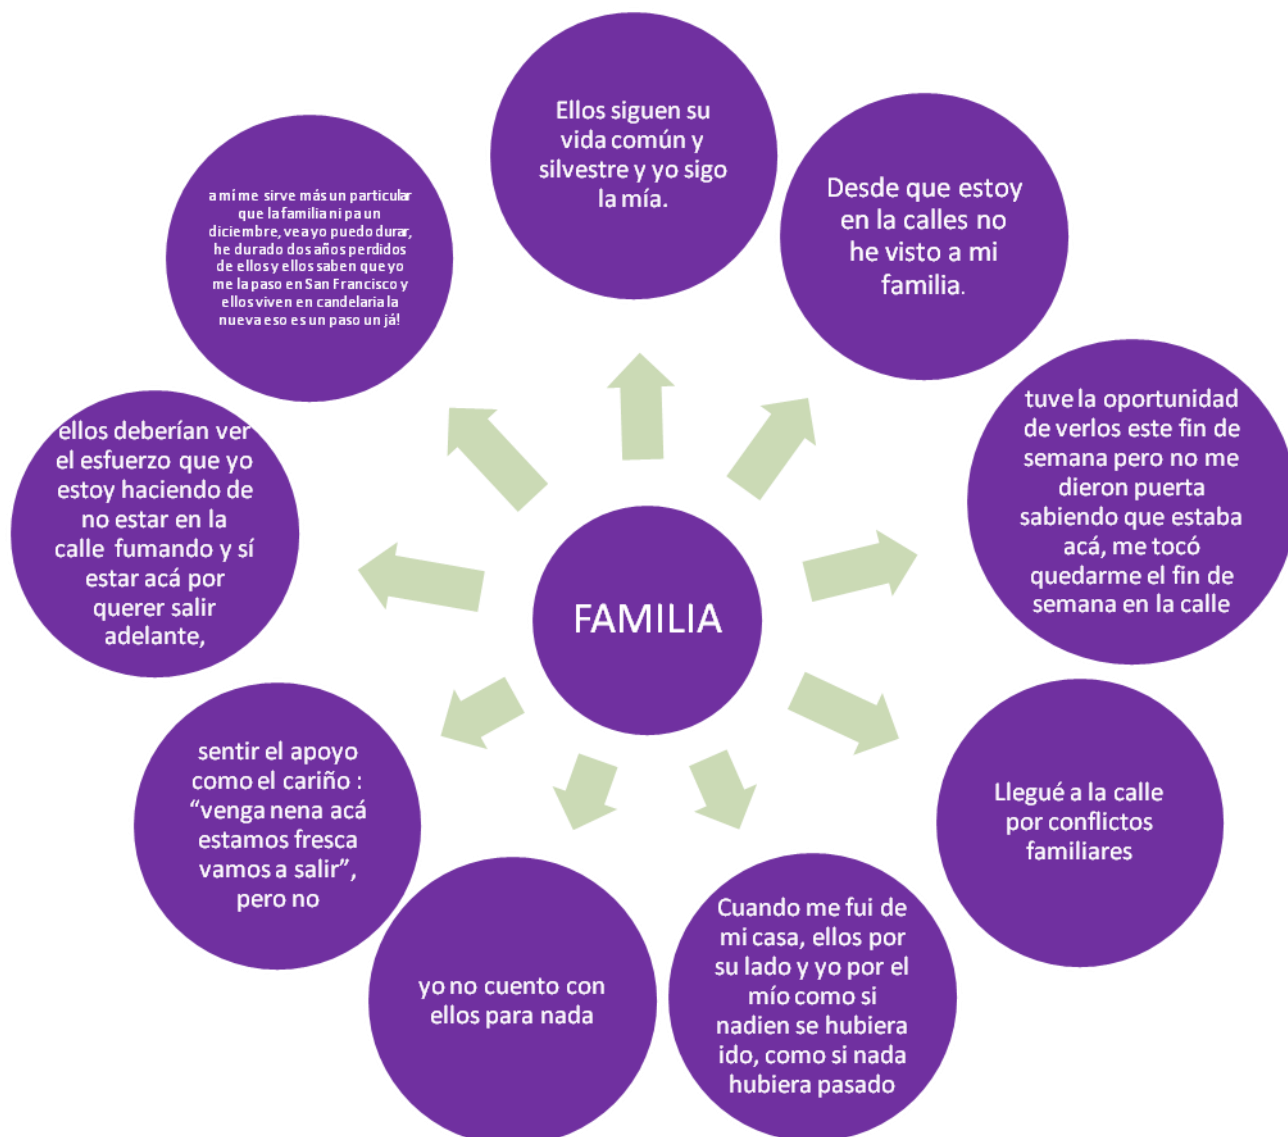 Ellos siguen su
vida común y
silvestre y yo sigo
la mía.
Desde que estoy
en la calles no
he visto a mi
familia.
tuve la oportunidad
de verlos este fin de
semana pero no me
dieron puerta
sabiendo que estaba
acá, me tocó
quedarme el fin de
semana en la calle
Llegué a la calle
por conflictos
familiares
Cuando me fui de
mi casa, ellos por
su lado y yo por el
mío como si
nadien se hubiera
ido, como si nada
hubiera pasado
yo no cuento con
ellos para nada
sentir el apoyo
como el cariño :
“venga nena acá
estamos fresca
vamos a salir”,
pero no
ellos deberían ver
el esfuerzo que yo
estoy haciendo de
no estar en la
calle fumando y sí
estar acá por
querer salir
adelante,
a mí me sirve más un particular
que la familia ni pa un
diciembre, vea yo puedo durar,
he durado dos años perdidos
de ellos y ellos saben que yo
me la paso en San Francisco y
ellos viven en candelaria la
nueva eso es un paso un já!
FAMILIA